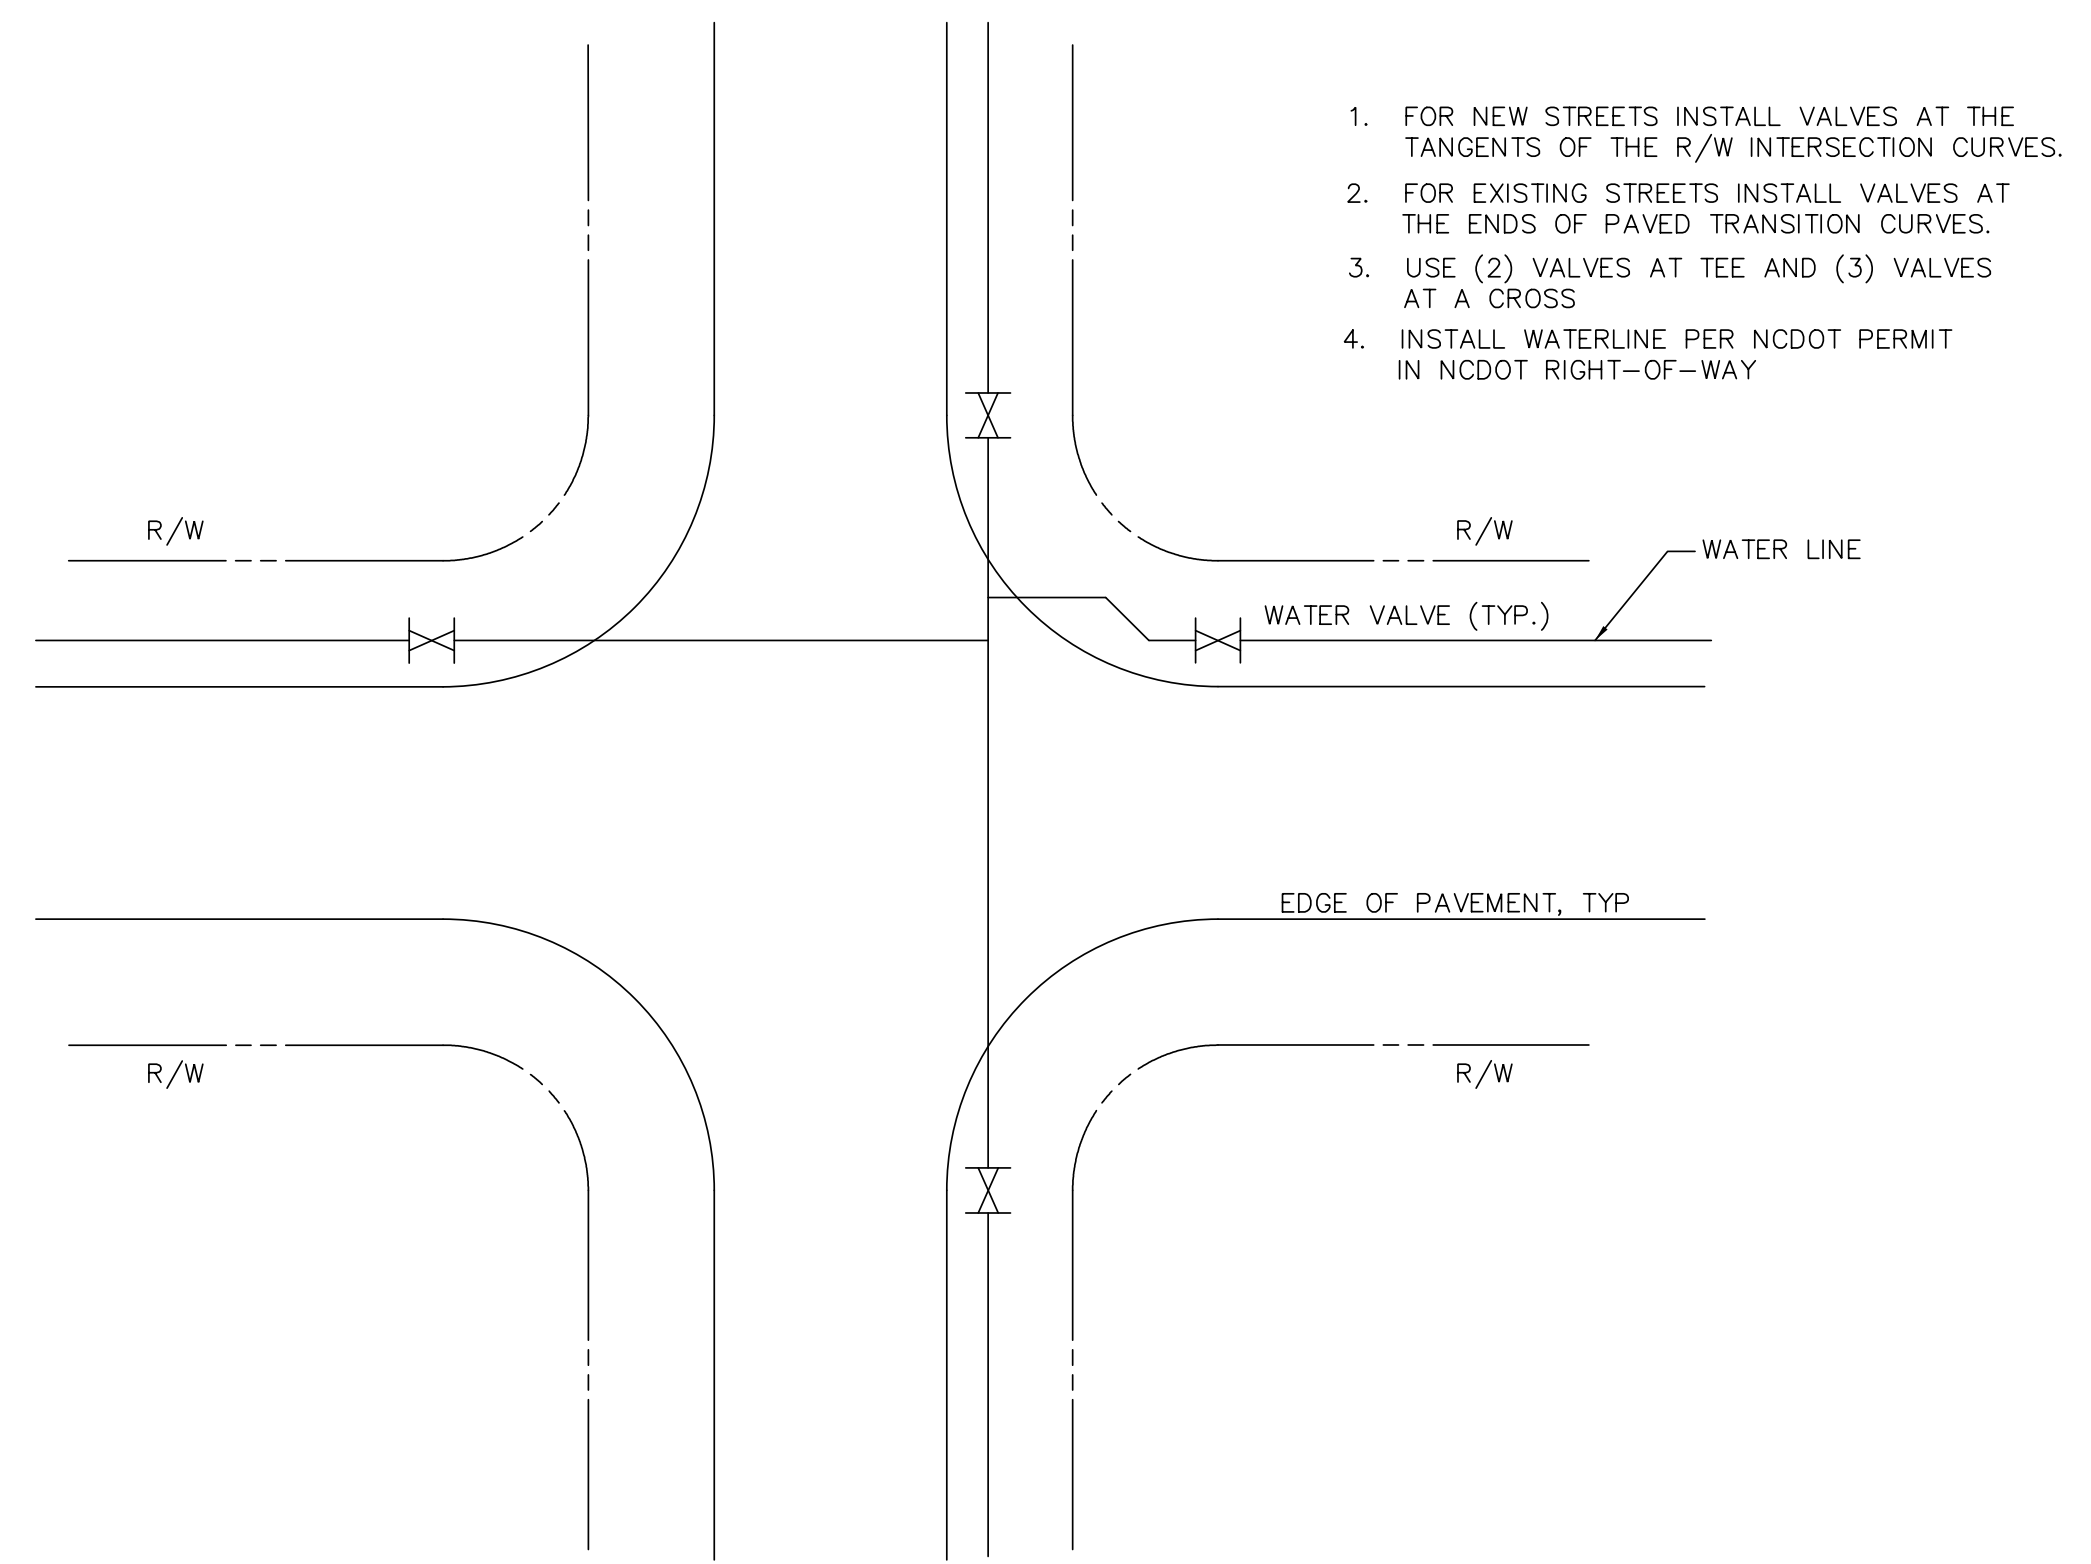 1. FOR NEW STREETS INSTALL VALVES AT THE
TANGENTS OF THE R/W INTERSECTION CURVES.
2. FOR EXISTING STREETS INSTALL VALVES AT
THE ENDS OF PAVED TRANSITION CURVES.
3. USE (2) VALVES AT TEE AND (3) VALVES
AT A CROSS
4. INSTALL WATERLINE PER NCDOT PERMIT
IN NCDOT RIGHT-OF-WAY
R/W
R/W
WATER LINE
WATER VALVE (TYP.)
EDGE OF PAVEMENT, TYP
R/W
R/W